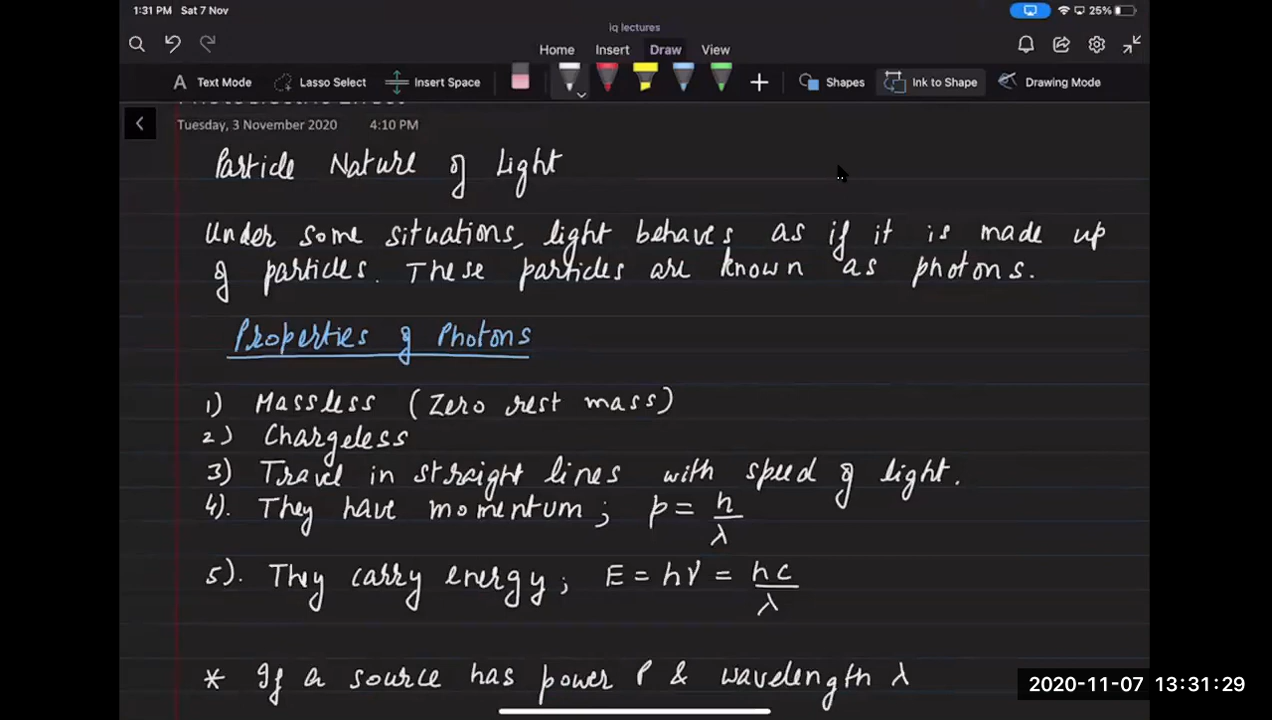 1:31 PM Sat 7 Nov
25%
iq lectures
Home Insert Draw View
Text Mode Lasso Select Insert Space Shapes Ink to Shape Drawing Mode
Tuesday, 3 November 2020 4:10 PM
Particle Nature of Light
Under some situations, light behaves as if it is made up
of particles. These particles are known as photons.
Properties of Photons
1) Massless (Zero rest mass)
2) Chargeless
3) Travel in straight lines with speed of light.
4). They have momentum; p = h/λ
5). They carry energy; E = hν = hc/λ
* If a source has power P & wavelength λ
2020-11-07 13:31:29